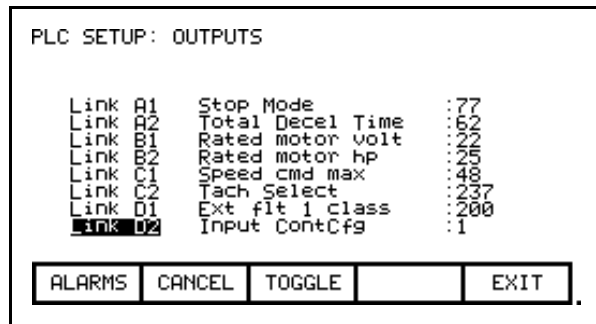 PLC SETUP: OUTPUTS
Link A1 Stop Mode :77
Link A2 Total Decel Time :62
Link B1 Rated motor volt :22
Link B2 Rated motor hp :25
Link C1 Speed cmd max :48
Link C2 Tach Select :237
Link D1 Ext flt 1 class :200
Link D2 Input ContCfg :1
ALARMS CANCEL TOGGLE EXIT